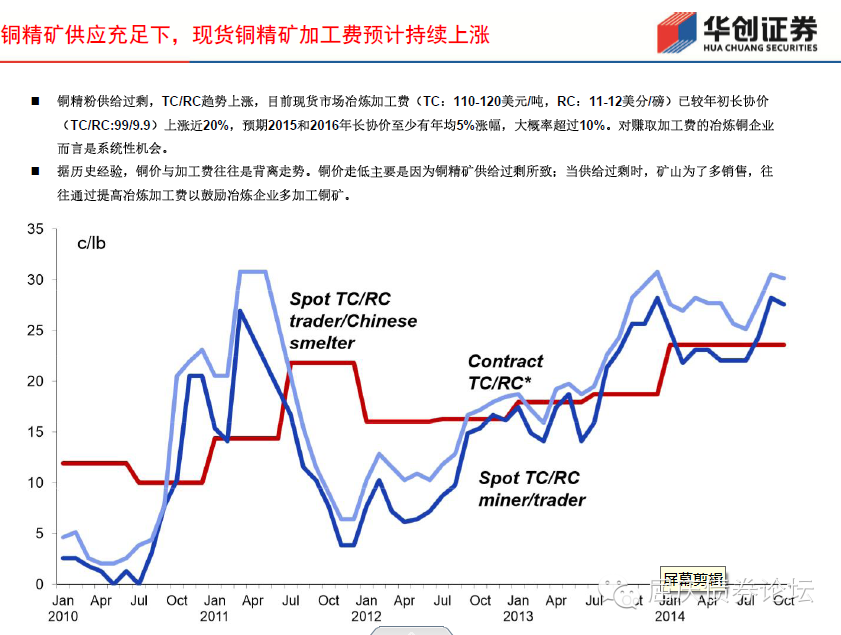 铜精矿供应充足下，现货铜精矿加工费预计持续上涨
华创证券
HUA CHUANG SECURITIES
■ 铜精粉供给过剩，TC/RC趋势上涨，目前现货市场冶炼加工费（TC：110-120美元/吨，RC：11-12美分/磅）已较年初长协价
（TC/RC:99/9.9）上涨近20%，预期2015和2016年长协价至少有年均5%涨幅，大概率超过10%。对赚取加工费的冶炼铜企业
而言是系统性机会。
■ 据历史经验，铜价与加工费往往是背离走势。铜价走低主要是因为铜精矿供给过剩所致；当供给过剩时，矿山为了多销售，往
往通过提高冶炼加工费以鼓励冶炼企业多加工铜矿。
35
c/lb
30
Spot TC/RC
trader/Chinese
smelter
25
Contract
TC/RC*
20
15
Spot TC/RC
miner/trader
10
5
屏幕剪辑
债券论坛
0
Jan Apr Jul Oct Jan Apr Jul Oct Jan Apr Jul Oct Jan Apr Jul Oct Jan Apr Jul Oct
2010 2011 2012 2013 2014